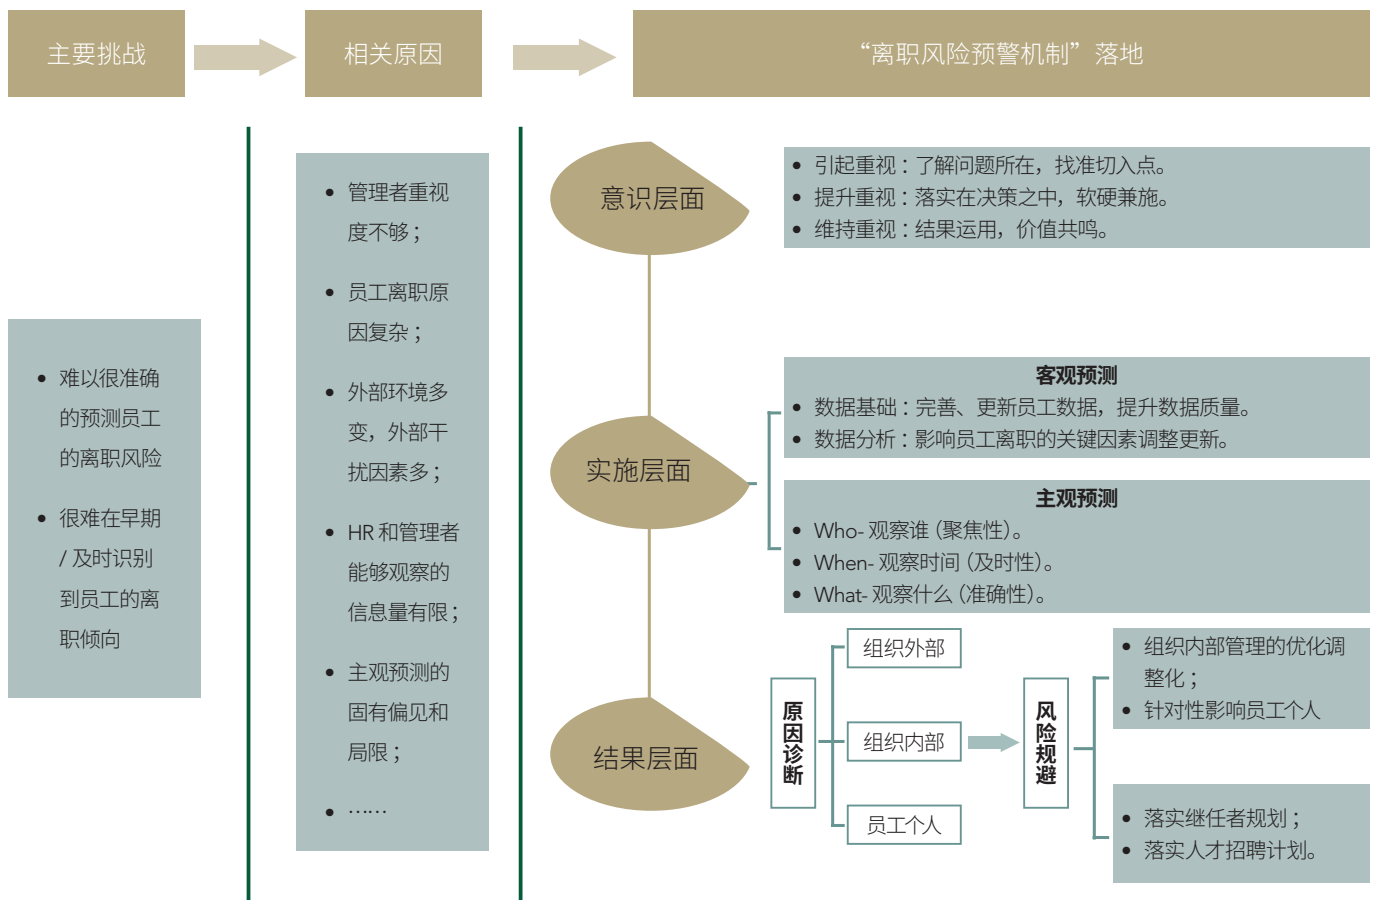 主要挑战
相关原因
“离职风险预警机制”落地
难以很准确
的预测员工
的离职风险
很难在早期
/ 及时识别
到员工的离
职倾向
管理者重视
度不够；
员工离职原
因复杂；
外部环境多
变，外部干
扰因素多；
HR 和管理者
能够观察的
信息量有限；
主观预测的
固有偏见和
局限；
……
意识层面
引起重视：了解问题所在，找准切入点。
提升重视：落实在决策之中，软硬兼施。
维持重视：结果运用，价值共鸣。
实施层面
客观预测
数据基础：完善、更新员工数据，提升数据质量。
数据分析：影响员工离职的关键因素调整更新。
主观预测
Who- 观察谁（聚焦性）。
When- 观察时间（及时性）。
What- 观察什么（准确性）。
结果层面
原因诊断
组织外部
组织内部
员工个人
风险规避
组织内部管理的优化调
整化；
针对性影响员工个人
落实继任者规划；
落实人才招聘计划。